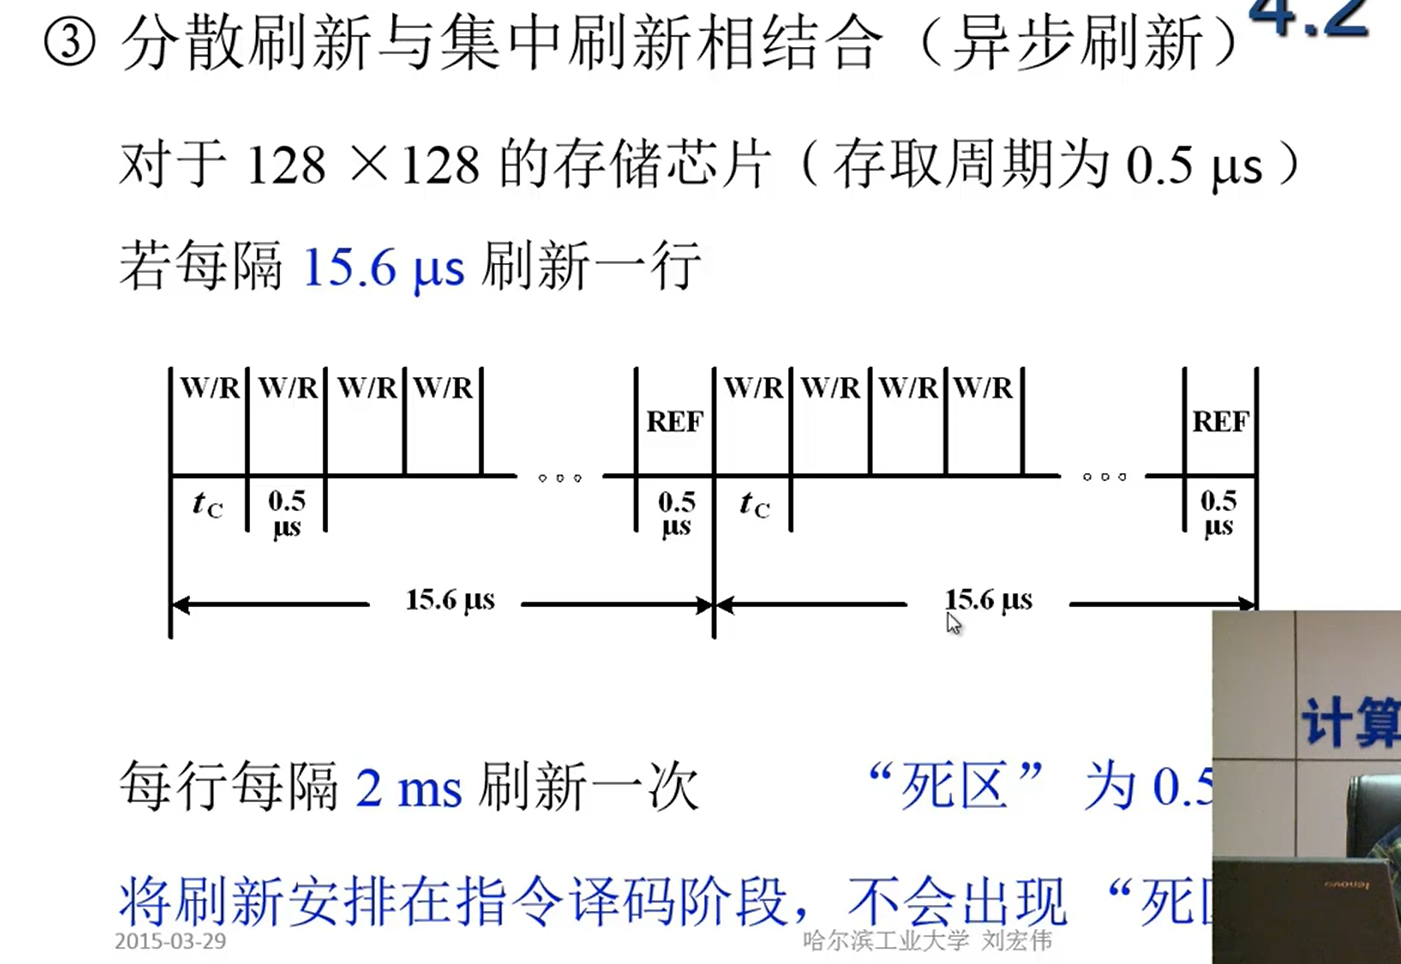 ③ 分散刷新与集中刷新相结合（异步刷新） 4.2
对于 128 ×128 的存储芯片（存取周期为 0.5 μs）
若每隔 15.6 μs 刷新一行
W/R W/R W/R W/R REF W/R W/R W/R W/R REF
tC 0.5 μs 0.5 μs tC 0.5 μs
15.6 μs 15.6 μs
每行每隔 2 ms 刷新一次 “死区” 为 0.5
将刷新安排在指令译码阶段，不会出现 “死
2015-03-29 哈尔滨工业大学 刘宏伟
计算
lenovo